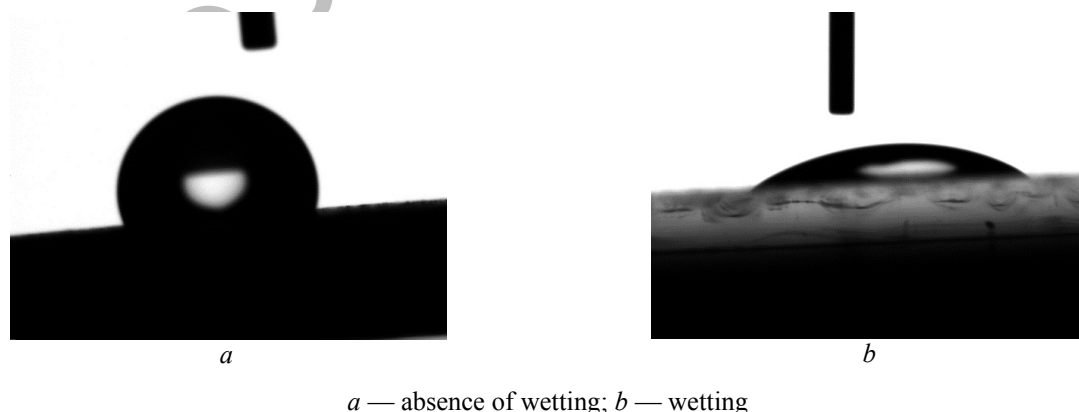 a
b
a — absence of wetting; b — wetting